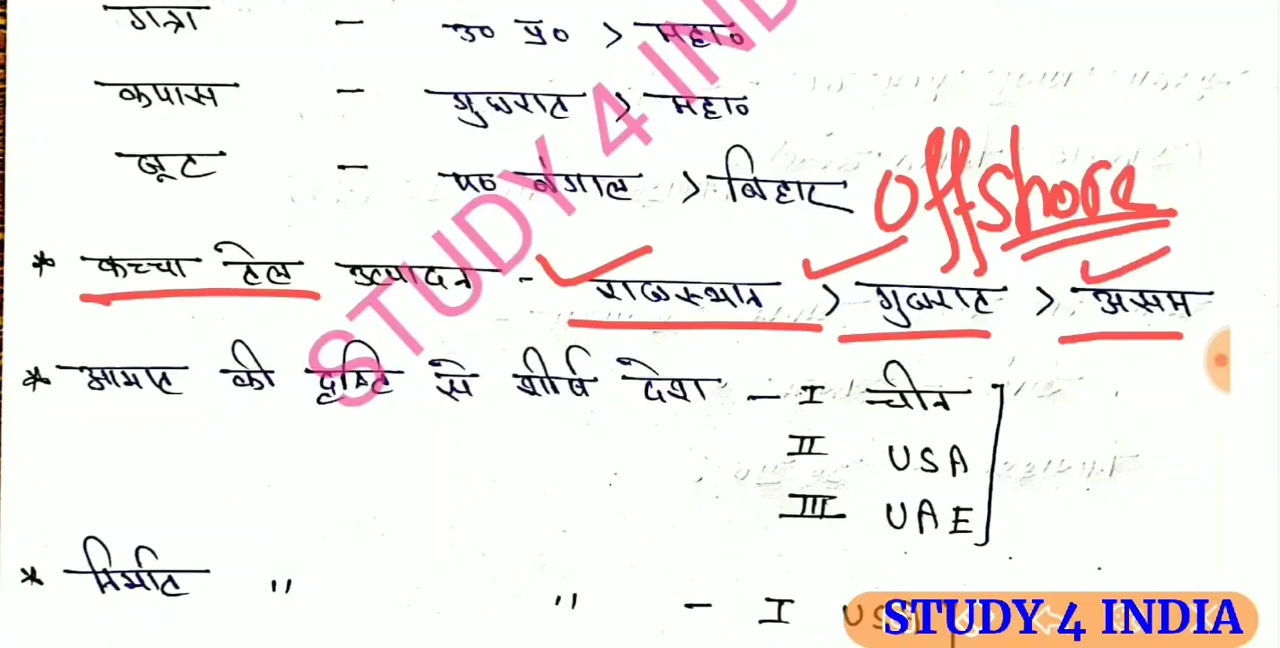 गन्ना - उ० प्र० > महा०
कपास - गुजरात > महा०
जूट - प० बंगाल > बिहार
offshore
* कच्चा तेल उत्पादन - राजस्थान > गुजरात > असम
* आयात की दृष्टि से शीर्ष देश - I चीन
II USA
III UAE
* निर्यात " " - I USA
STUDY 4 INDIA
STUDY 4 INDIA